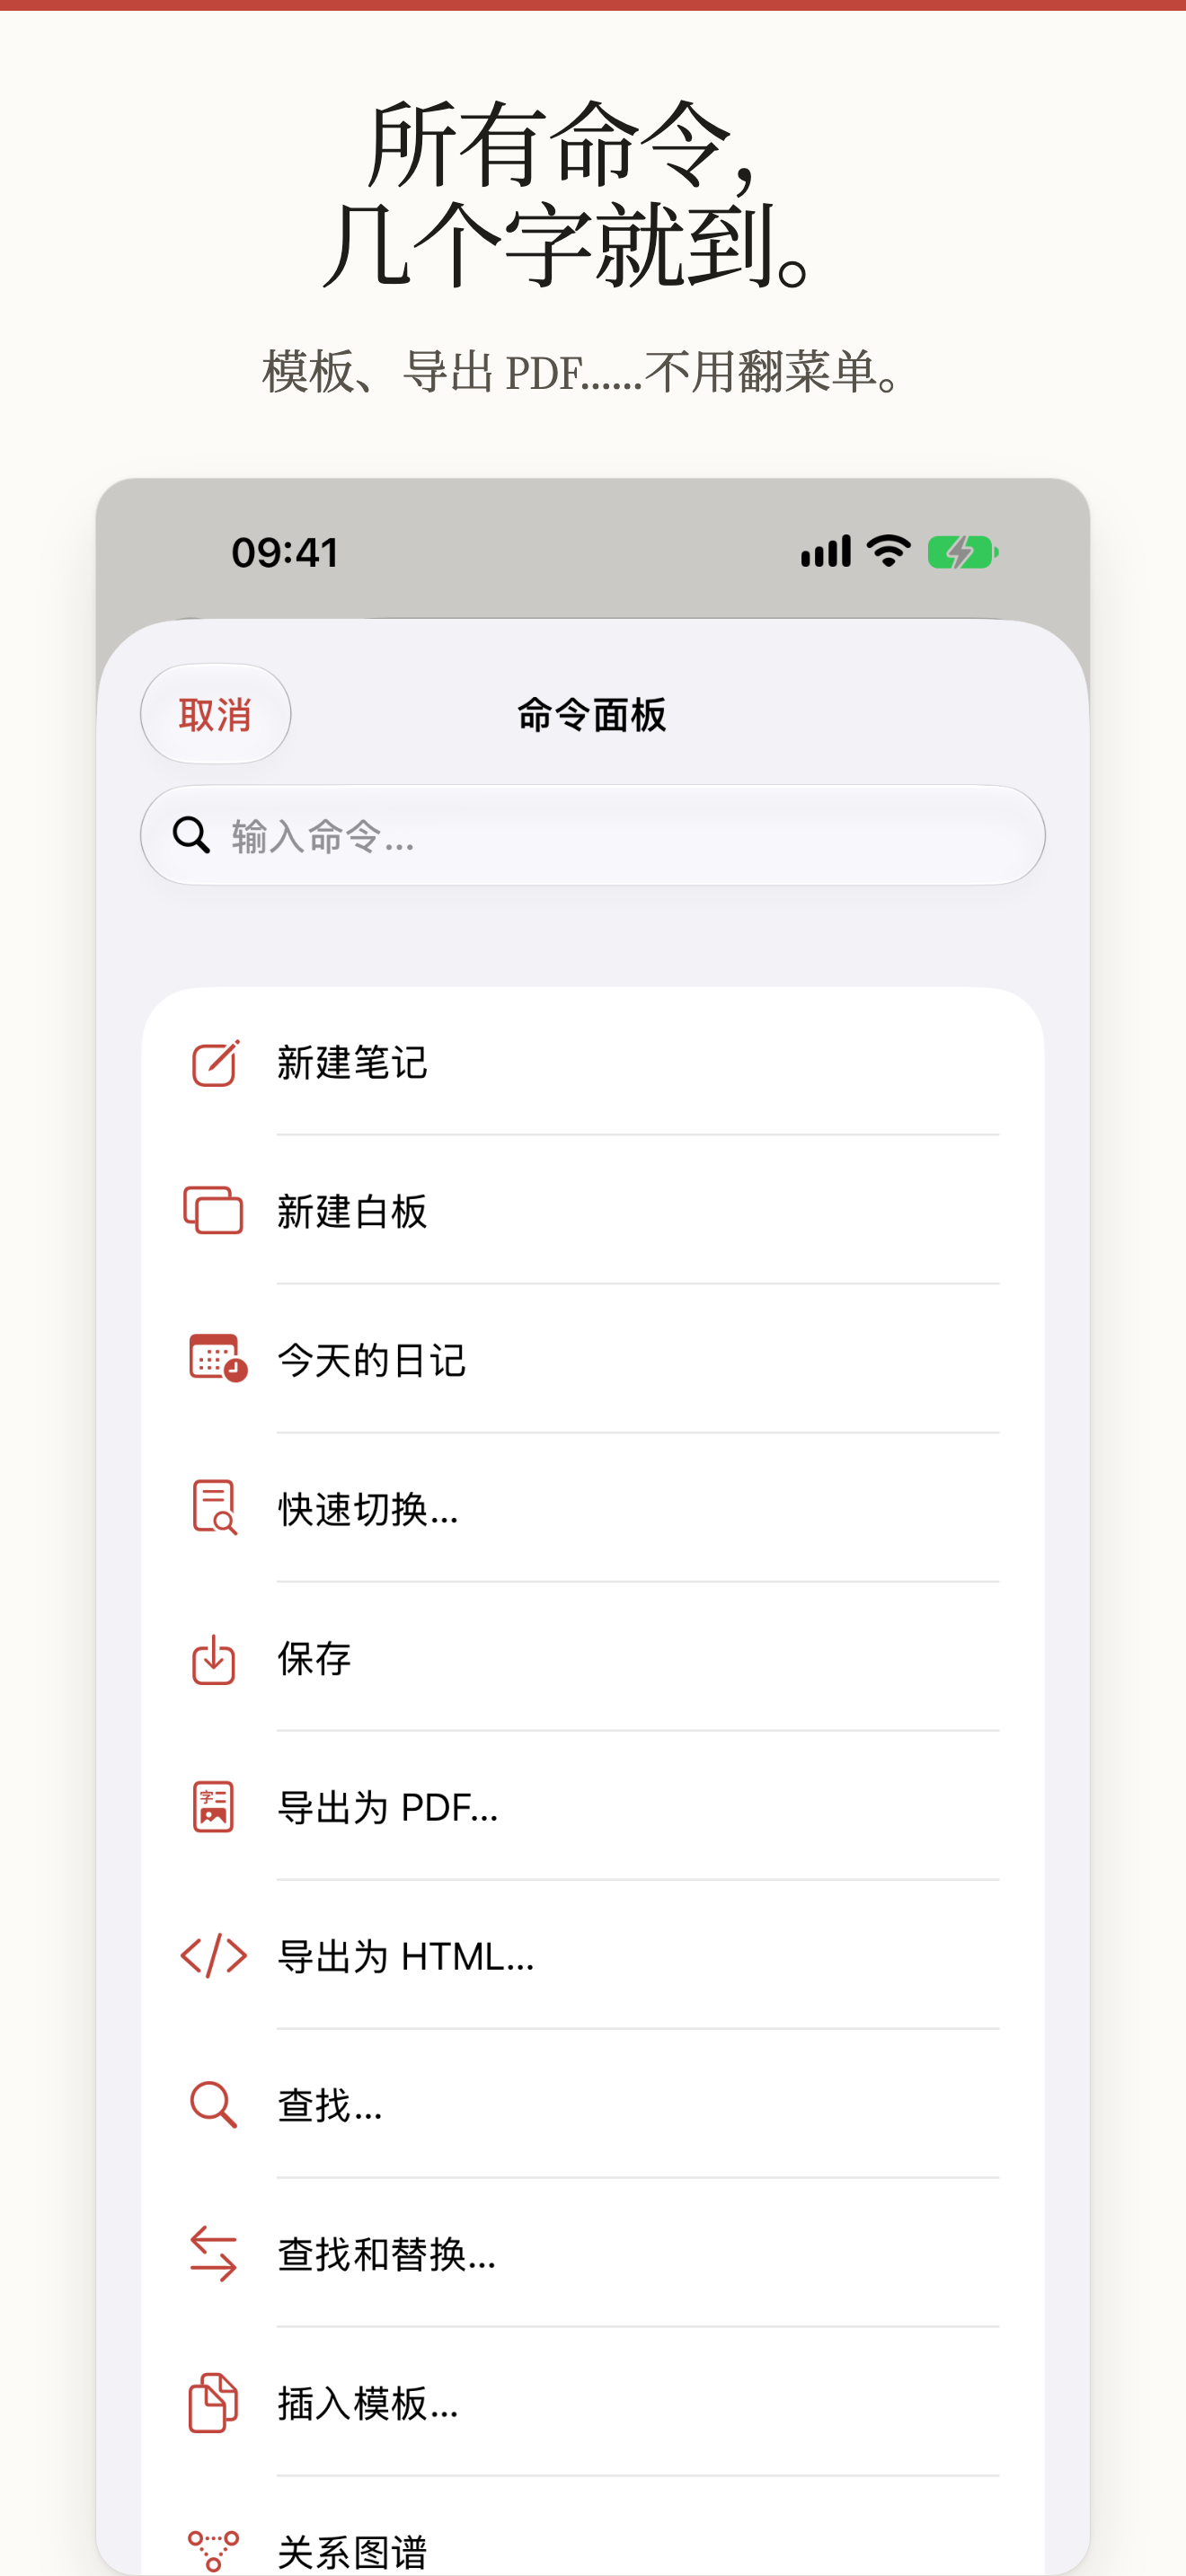 所有命令，
几个字就到。
模板、导出 PDF……不用翻菜单。
09:41
取消
命令面板
输入命令...
新建笔记
新建白板
今天的日记
快速切换...
保存
字
导出为 PDF...
导出为 HTML...
查找...
查找和替换...
插入模板...
关系图谱